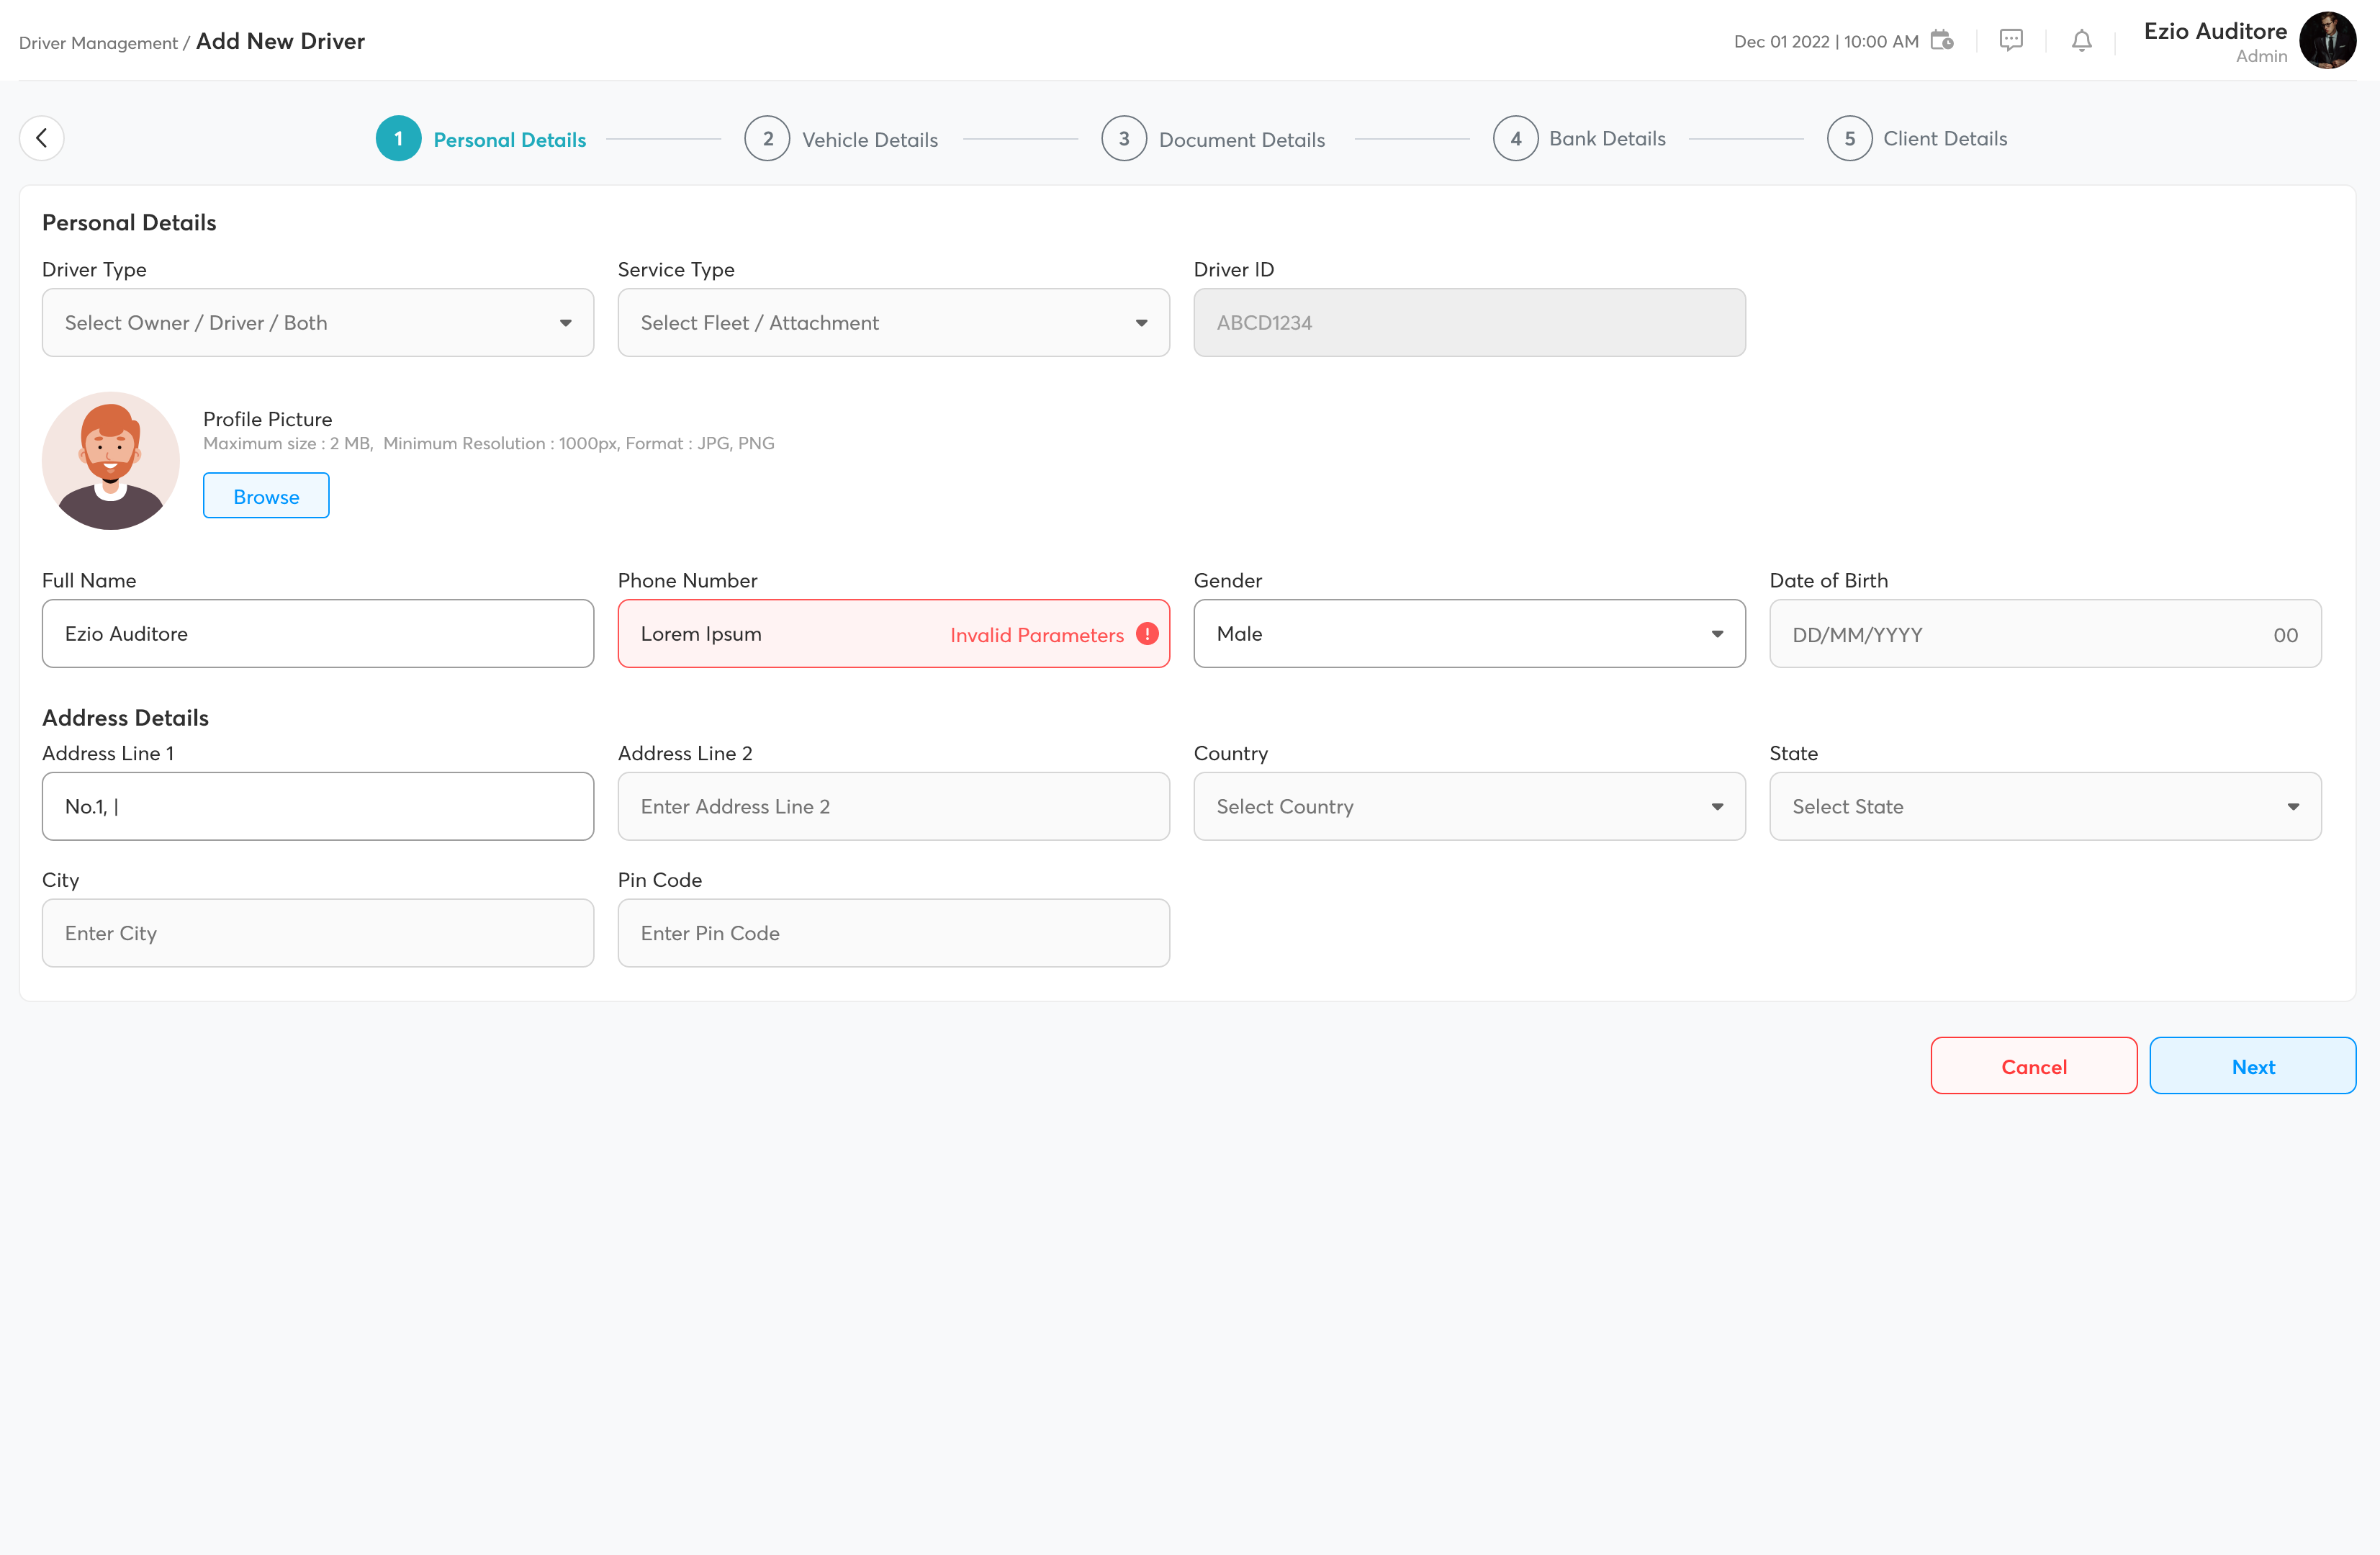 Driver Management / Add New Driver
Dec 01 2022 | 10:00 AM
Ezio Auditore
Admin
1 Personal Details
2 Vehicle Details
3 Document Details
4 Bank Details
5 Client Details
Personal Details
Driver Type
Service Type
Driver ID
Select Owner / Driver / Both
Select Fleet / Attachment
ABCD1234
Profile Picture
Maximum size : 2 MB,  Minimum Resolution : 1000px, Format : JPG, PNG
Browse
Full Name
Phone Number
Gender
Date of Birth
Ezio Auditore
Lorem Ipsum
Invalid Parameters
Male
DD/MM/YYYY
00
Address Details
Address Line 1
Address Line 2
Country
State
No.1, |
Enter Address Line 2
Select Country
Select State
City
Pin Code
Enter City
Enter Pin Code
Cancel
Next